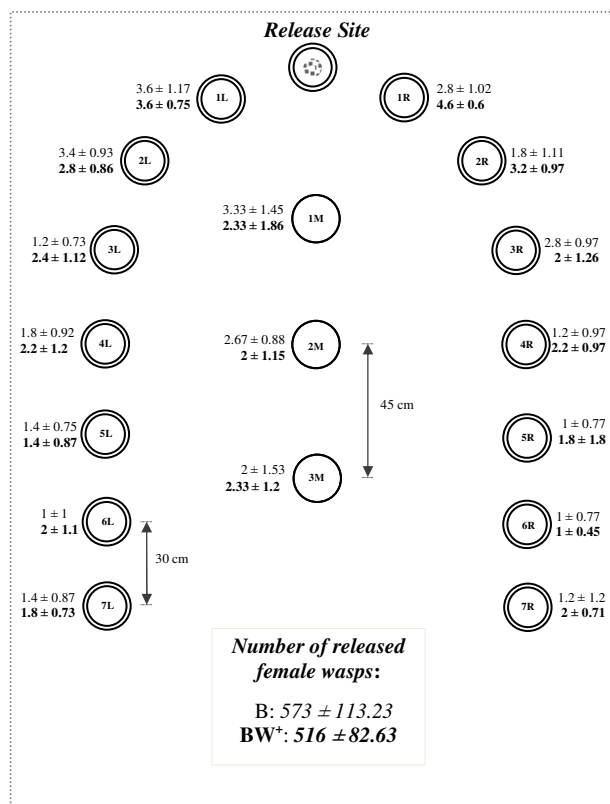 Release Site
3.6 ± 1.17
3.6 ± 0.75
1L
1R
2.8 ± 1.02
4.6 ± 0.6
3.4 ± 0.93
2.8 ± 0.86
2L
2R
1.8 ± 1.11
3.2 ± 0.97
3.33 ± 1.45
2.33 ± 1.86
1M
1.2 ± 0.73
2.4 ± 1.12
3L
3R
2.8 ± 0.97
2 ± 1.26
1.8 ± 0.92
2.2 ± 1.2
4L
2.67 ± 0.88
2 ± 1.15
2M
4R
1.2 ± 0.97
2.2 ± 0.97
45 cm
1.4 ± 0.75
1.4 ± 0.87
5L
5R
1 ± 0.77
1.8 ± 1.8
2 ± 1.53
2.33 ± 1.2
3M
1 ± 1
2 ± 1.1
6L
6R
1 ± 0.77
1 ± 0.45
30 cm
1.4 ± 0.87
1.8 ± 0.73
7L
7R
1.2 ± 1.2
2 ± 0.71
Number of released
female wasps:
B: 573 ± 113.23
BW⁺: 516 ± 82.63